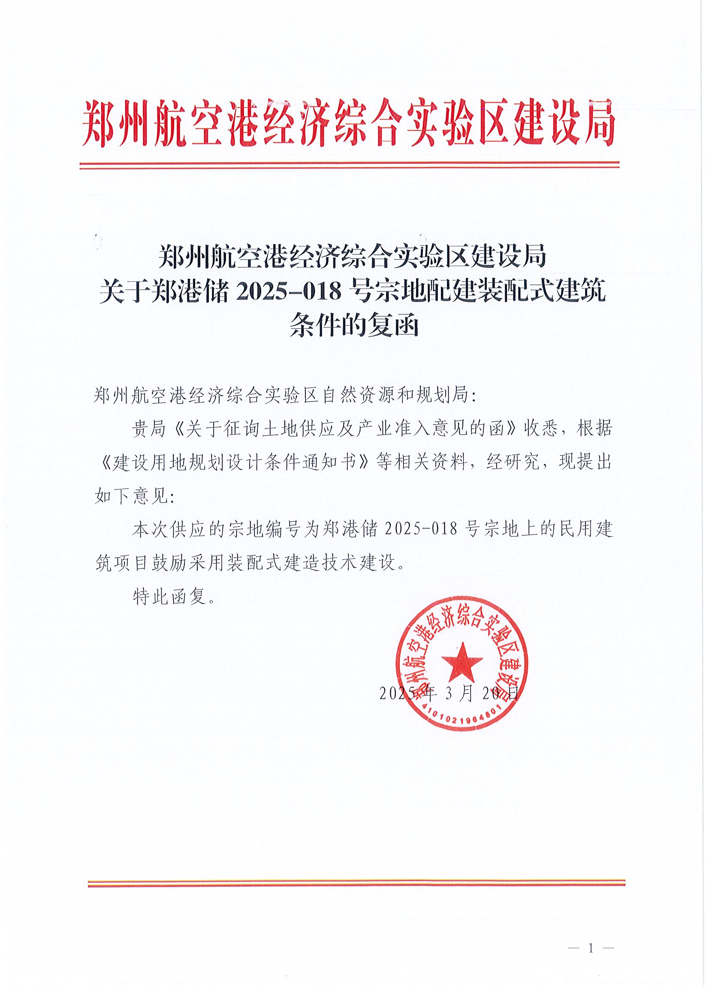 郑州航空港经济综合实验区建设局
郑州航空港经济综合实验区建设局
关于郑港储 2025-018 号宗地配建装配式建筑
条件的复函
郑州航空港经济综合实验区自然资源和规划局：
贵局《关于征询土地供应及产业准入意见的函》收悉，根据
《建设用地规划设计条件通知书》等相关资料，经研究，现提出
如下意见：
本次供应的宗地编号为郑港储 2025-018 号宗地上的民用建
筑项目鼓励采用装配式建造技术建设。
特此函复。
郑州航空港经济综合实验区建设局
2025 年 3 月 20 日
4101021964801
— 1 —